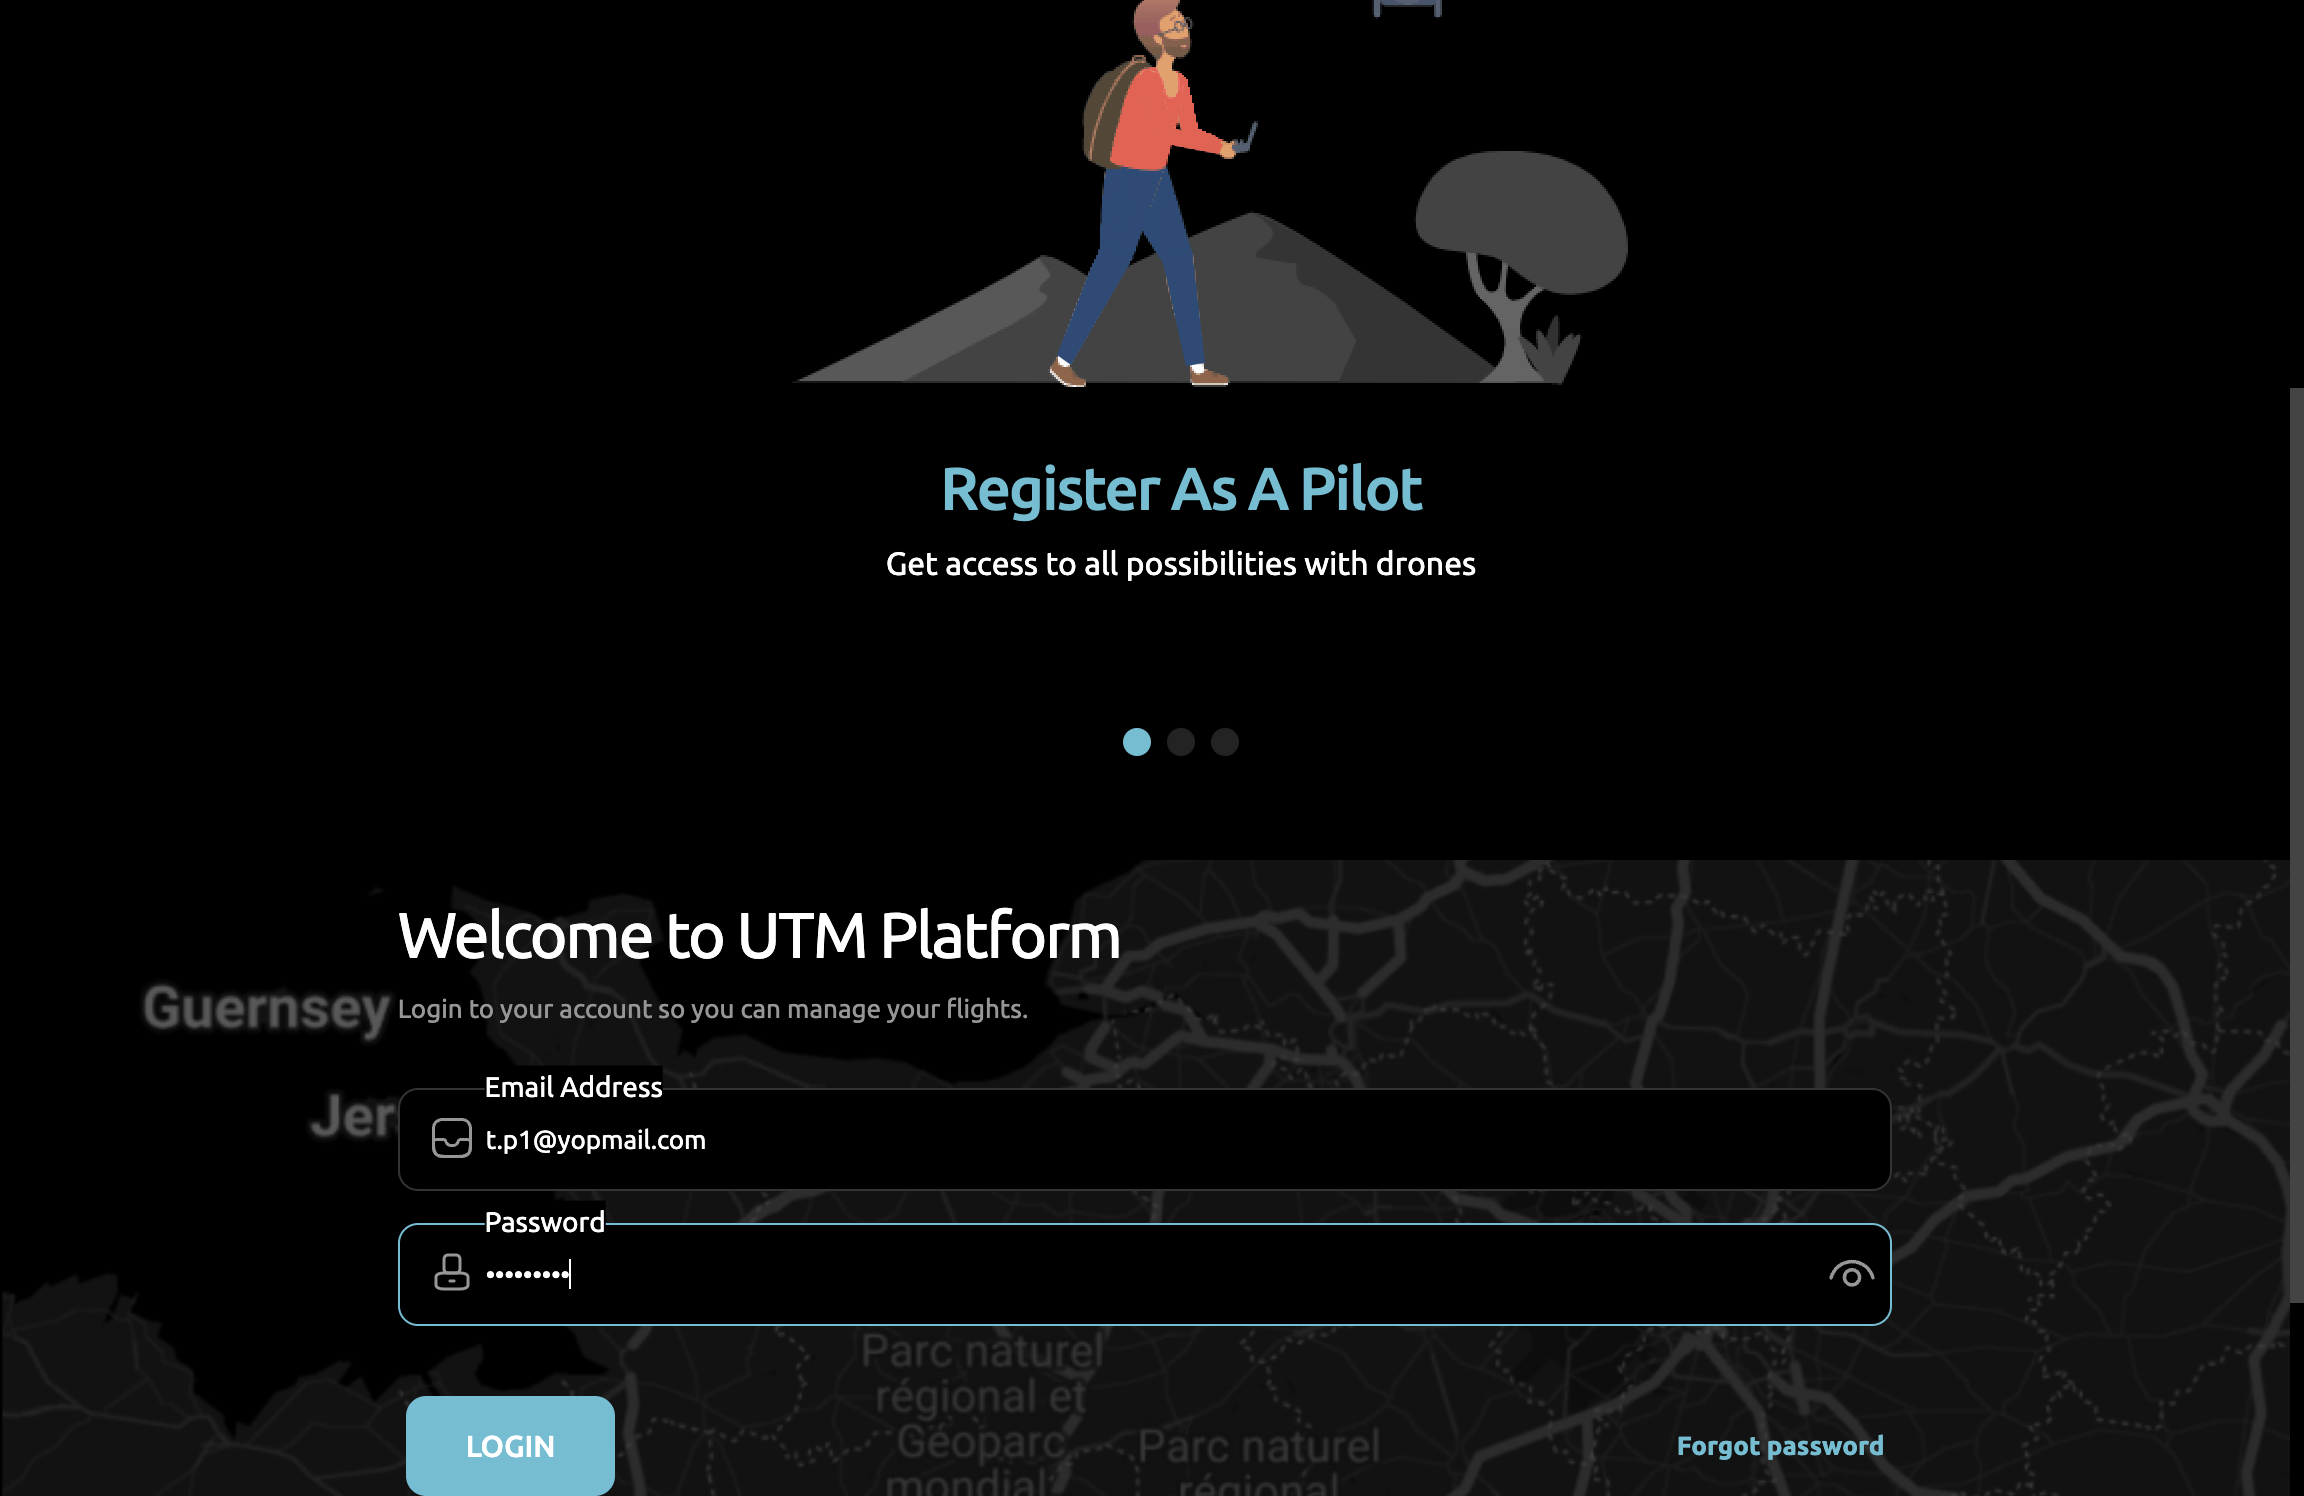 Register As A Pilot
Get access to all possibilities with drones
Welcome to UTM Platform
Guernsey
Login to your account so you can manage your flights.
Email Address
Jer
t.p1@yopmail.com
Password
•••••••••
Parc naturel
régional et
Géoparc
mondial
Parc naturel
régional
LOGIN
Forgot password